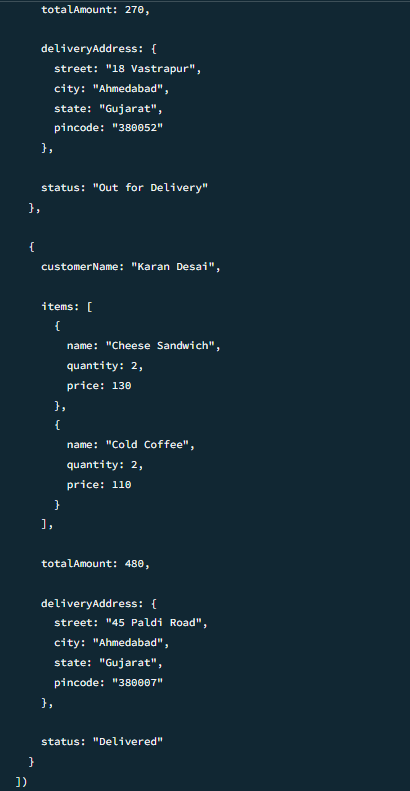 totalAmount: 270,
deliveryAddress: {
street: "18 Vastrapur",
city: "Ahmedabad",
state: "Gujarat",
pincode: "380052"
},
status: "Out for Delivery"
},
{
customerName: "Karan Desai",
items: [
{
name: "Cheese Sandwich",
quantity: 2,
price: 130
},
{
name: "Cold Coffee",
quantity: 2,
price: 110
}
],
totalAmount: 480,
deliveryAddress: {
street: "45 Paldi Road",
city: "Ahmedabad",
state: "Gujarat",
pincode: "380007"
},
status: "Delivered"
}
])